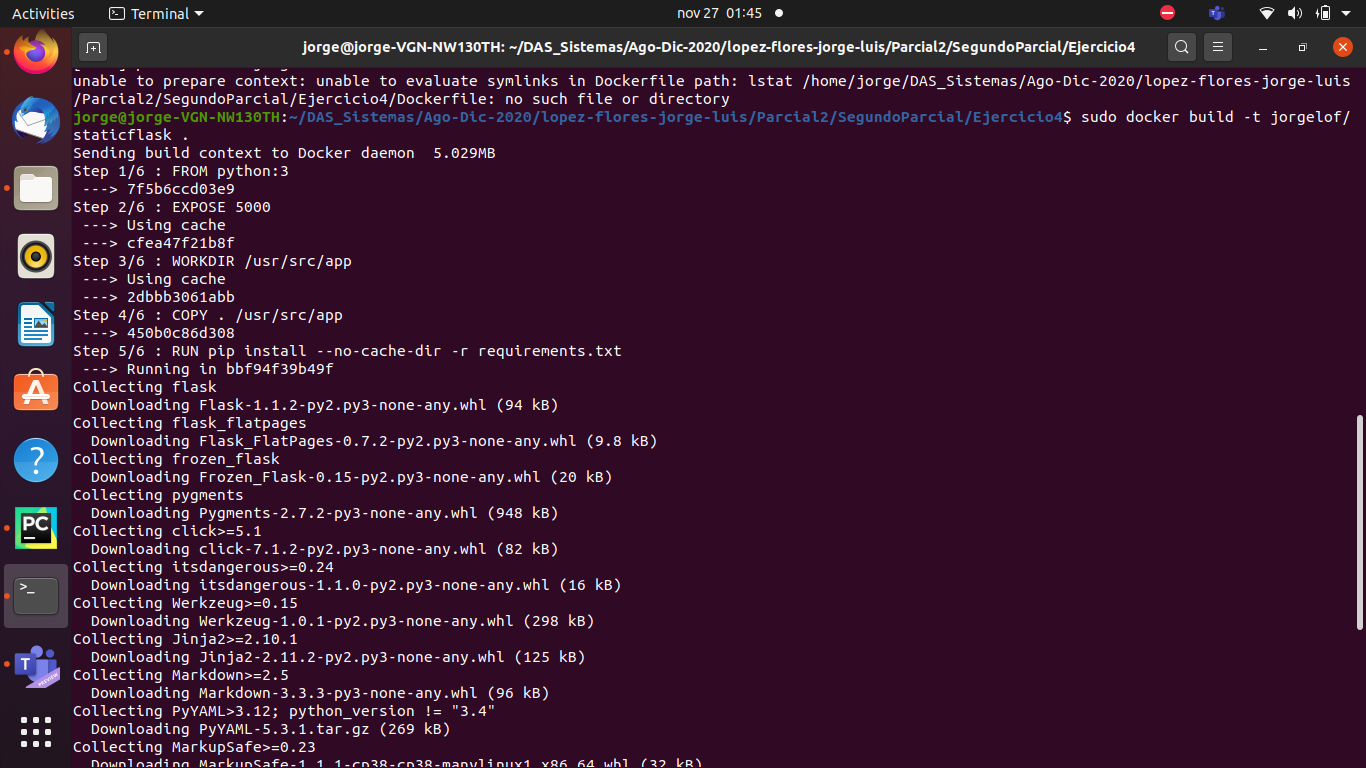 Activities
Terminal
nov 27 01:45
jorge@jorge-VGN-NW130TH: ~/DAS_Sistemas/Ago-Dic-2020/lopez-flores-jorge-luis/Parcial2/SegundoParcial/Ejercicio4
unable to prepare context: unable to evaluate symlinks in Dockerfile path: lstat /home/jorge/DAS_Sistemas/Ago-Dic-2020/lopez-flores-jorge-luis
/Parcial2/SegundoParcial/Ejercicio4/Dockerfile: no such file or directory
jorge@jorge-VGN-NW130TH:~/DAS_Sistemas/Ago-Dic-2020/lopez-flores-jorge-luis/Parcial2/SegundoParcial/Ejercicio4$ sudo docker build -t jorgelof/
staticflask .
Sending build context to Docker daemon  5.029MB
Step 1/6 : FROM python:3
 ---> 7f5b6ccd03e9
Step 2/6 : EXPOSE 5000
 ---> Using cache
 ---> cfea47f21b8f
Step 3/6 : WORKDIR /usr/src/app
 ---> Using cache
 ---> 2dbbb3061abb
Step 4/6 : COPY . /usr/src/app
 ---> 450b0c86d308
Step 5/6 : RUN pip install --no-cache-dir -r requirements.txt
 ---> Running in bbf94f39b49f
Collecting flask
  Downloading Flask-1.1.2-py2.py3-none-any.whl (94 kB)
Collecting flask_flatpages
  Downloading Flask_FlatPages-0.7.2-py2.py3-none-any.whl (9.8 kB)
Collecting frozen_flask
  Downloading Frozen_Flask-0.15-py2.py3-none-any.whl (20 kB)
Collecting pygments
  Downloading Pygments-2.7.2-py3-none-any.whl (948 kB)
Collecting click>=5.1
  Downloading click-7.1.2-py2.py3-none-any.whl (82 kB)
Collecting itsdangerous>=0.24
  Downloading itsdangerous-1.1.0-py2.py3-none-any.whl (16 kB)
Collecting Werkzeug>=0.15
  Downloading Werkzeug-1.0.1-py2.py3-none-any.whl (298 kB)
Collecting Jinja2>=2.10.1
  Downloading Jinja2-2.11.2-py2.py3-none-any.whl (125 kB)
Collecting Markdown>=2.5
  Downloading Markdown-3.3.3-py3-none-any.whl (96 kB)
Collecting PyYAML>3.12; python_version != "3.4"
  Downloading PyYAML-5.3.1.tar.gz (269 kB)
Collecting MarkupSafe>=0.23
  Downloading MarkupSafe-1.1.1-cp38-cp38-manylinux1_x86_64.whl (32 kB)